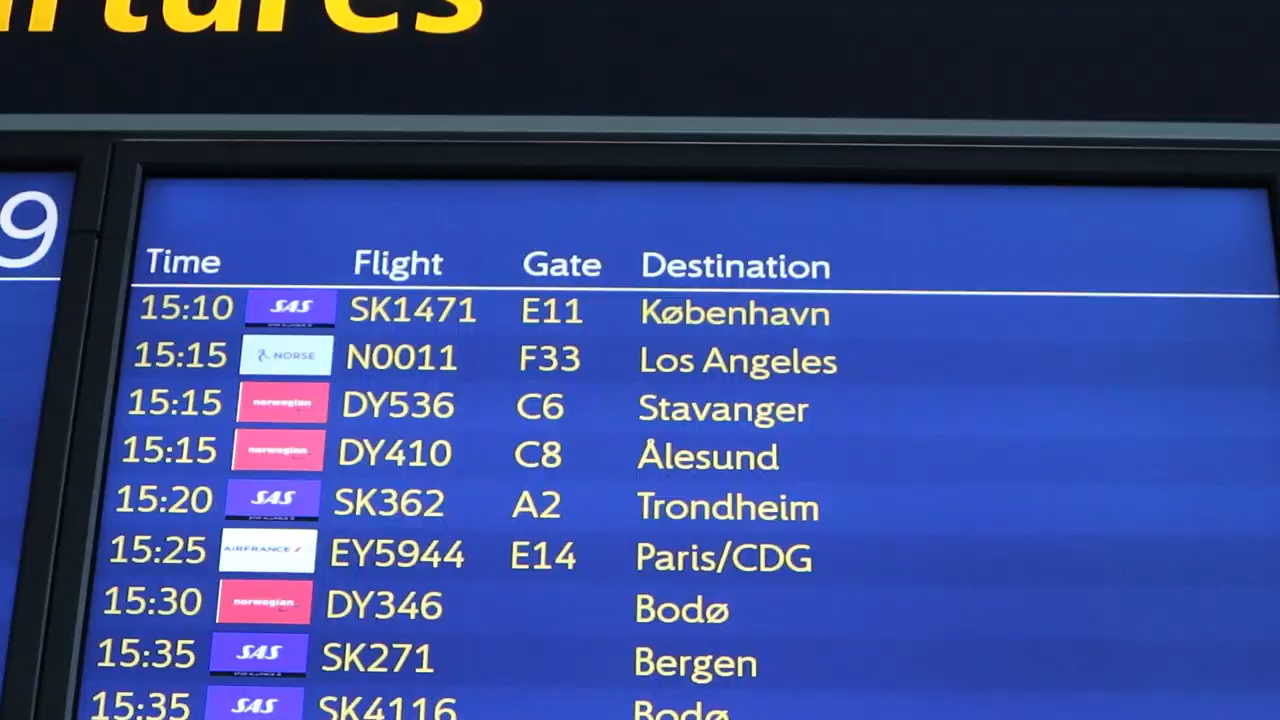 rtures
9
Time Flight Gate Destination
15:10 SAS SK1471 E11 København
15:15 NORSE N0011 F33 Los Angeles
15:15 norwegian DY536 C6 Stavanger
15:15 norwegian DY410 C8 Ålesund
15:20 SAS SK362 A2 Trondheim
15:25 AIRFRANCE EY5944 E14 Paris/CDG
15:30 norwegian DY346 Bodø
15:35 SAS SK271 Bergen
15:35 SAS SK4116 Bodø